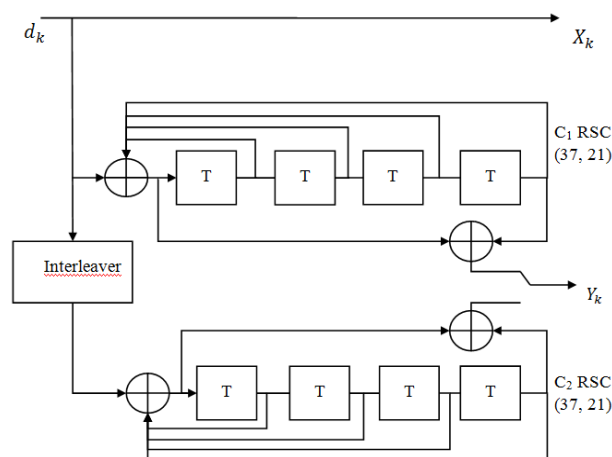 d_k
X_k
C₁ RSC
(37, 21)
T
T
T
T
Interleaver
Y_k
T
T
T
T
C₂ RSC
(37, 21)